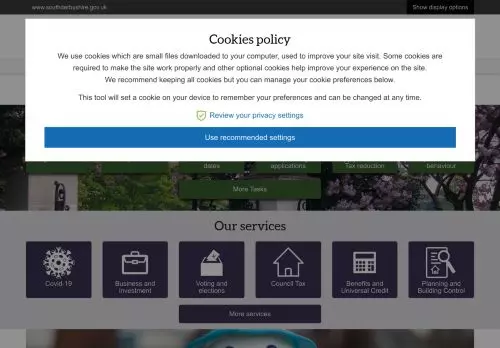 www.southderbyshire.gov.uk
Show display options
Cookies policy
We use cookies which are small files downloaded to your computer, used to improve your site visit. Some cookies are
required to make the site work properly and other optional cookies help improve your experience on the site.
We recommend keeping all cookies but you can manage your cookie preferences below.
This tool will set a cookie on your device to remember your preferences and can be changed at any time.
Review your privacy settings
Use recommended settings
dates
applications
Tax reduction
behaviour
More Tasks
Our services
Covid-19
Business and
Investment
Voting and
elections
Council Tax
Benefits and
Universal Credit
Planning and
Building Control
More services